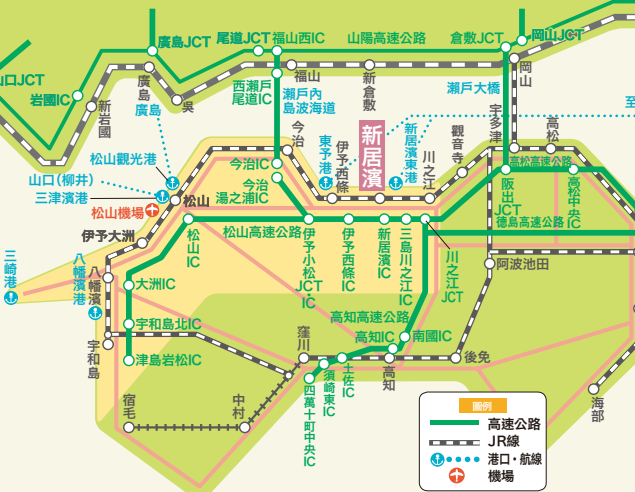 廣島JCT
尾道JCT
福山西IC
山陽高速公路
倉敷JCT
岡山JCT
山口JCT
岩國IC
新岩國
廣島
廣島
吳
西瀨戶
尾道IC
瀨戶內
島波海道
福山
新倉敷
瀨戶大橋
岡山
至
松山觀光港
山口(柳井)
三津濱港
松山機場
松山
今治
今治IC
今治
湯之浦IC
東予港
伊予西條
新居濱
新居濱東港
川之江
觀音寺
宇多津
高松
高松高速公路
阪出JCT
高松中央IC
德島高速公路
伊予大洲
松山IC
松山高速公路
伊予小松JCT・IC
伊予西條IC
新居濱IC
三島川之江IC
川之江JCT
阿波池田
三崎港
八幡濱港
八幡濱
大洲IC
宇和島北IC
津島岩松IC
宇和島
高知高速公路
高知IC
南國IC
窪川
土佐IC
須崎東IC
四萬十町中央IC
高知
後免
宿毛
中村
海部
圖例
高速公路
JR線
港口・航線
機場